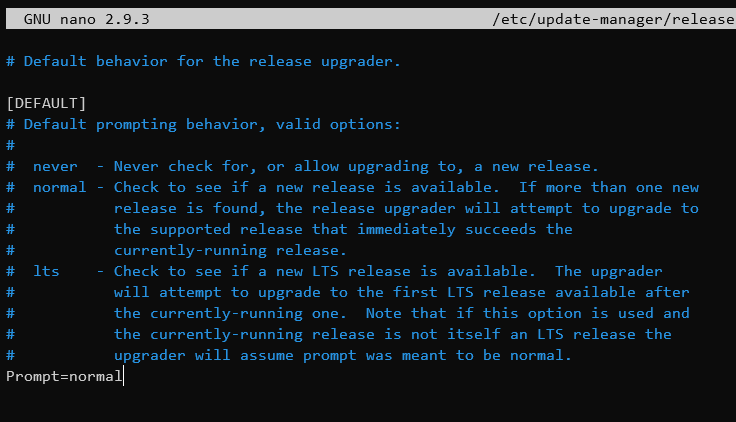 GNU nano 2.9.3 /etc/update-manager/release
# Default behavior for the release upgrader.
[DEFAULT]
# Default prompting behavior, valid options:
#
#  never  - Never check for, or allow upgrading to, a new release.
#  normal - Check to see if a new release is available.  If more than one new
#           release is found, the release upgrader will attempt to upgrade to
#           the supported release that immediately succeeds the
#           currently-running release.
#  lts    - Check to see if a new LTS release is available.  The upgrader
#           will attempt to upgrade to the first LTS release available after
#           the currently-running one.  Note that if this option is used and
#           the currently-running release is not itself an LTS release the
#           upgrader will assume prompt was meant to be normal.
Prompt=normal